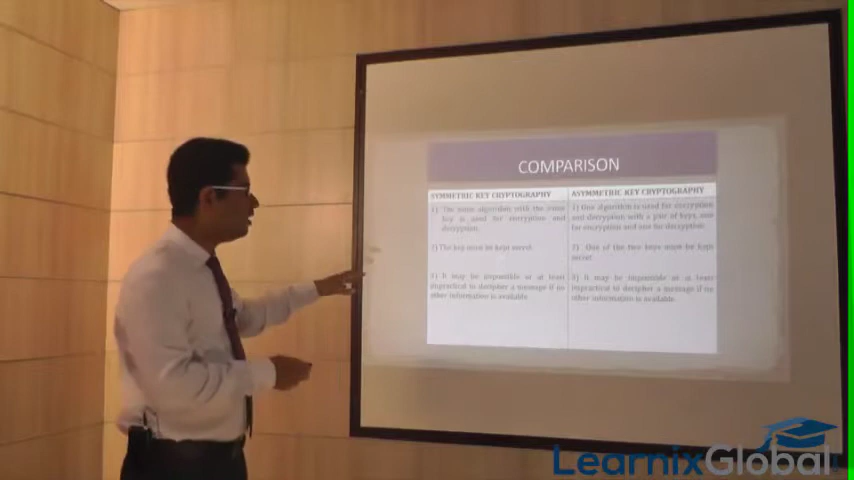 COMPARISON
SYMMETRIC KEY CRYPTOGRAPHY
1) The same algorithm with the same
key is used for encryption and
decryption.
2) The key must be kept secret.
3) It may be impossible or at least
impractical to decipher a message if no
other information is available.
ASYMMETRIC KEY CRYPTOGRAPHY
1) One algorithm is used for encryption
and decryption with a pair of keys, one
for encryption and one for decryption.
2) One of the two keys must be kept
secret.
3) It may be impossible or at least
impractical to decipher a message if no
other information is available.
LearnixGlobal